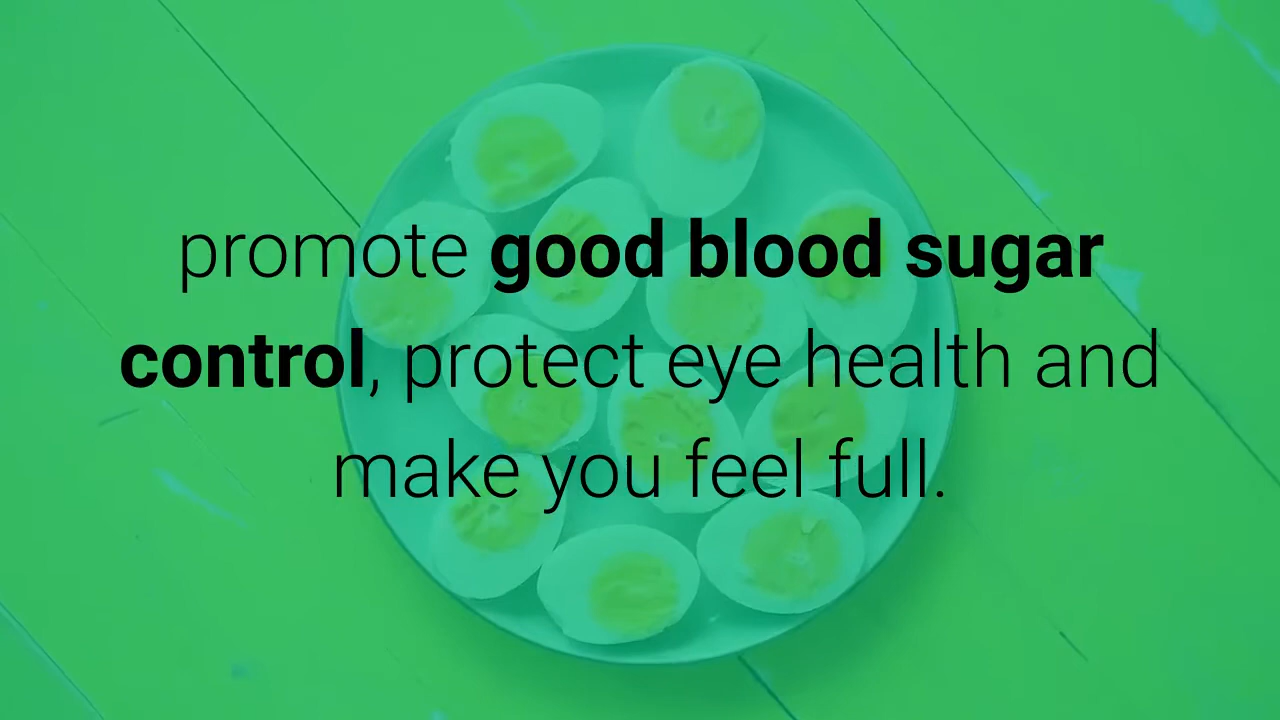 promote good blood sugar
control, protect eye health and
make you feel full.